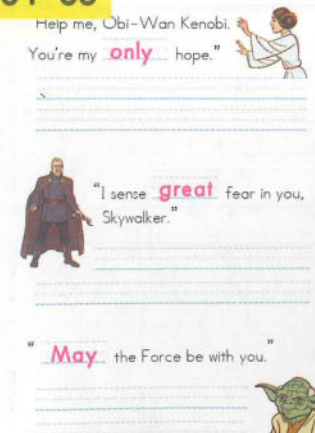 Help me, Obi-Wan Kenobi.
You're my only hope."
"I sense great fear in you,
Skywalker."
"May the Force be with you."